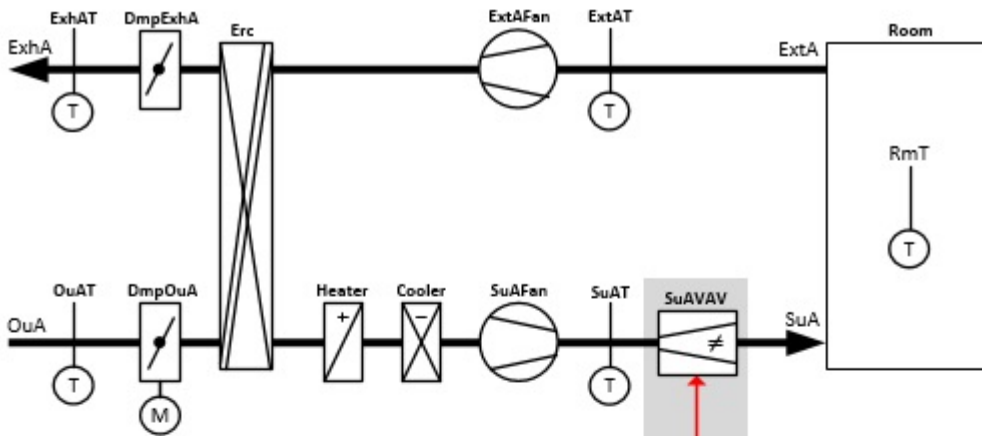 ExhAT DmpExhA Erc ExtAFan ExtAT Room
ExhA ExtA
T T
RmT
T
OuAT DmpOuA Heater Cooler SuAFan SuAT SuAVAV
OuA + − ≠ SuA
T T
M